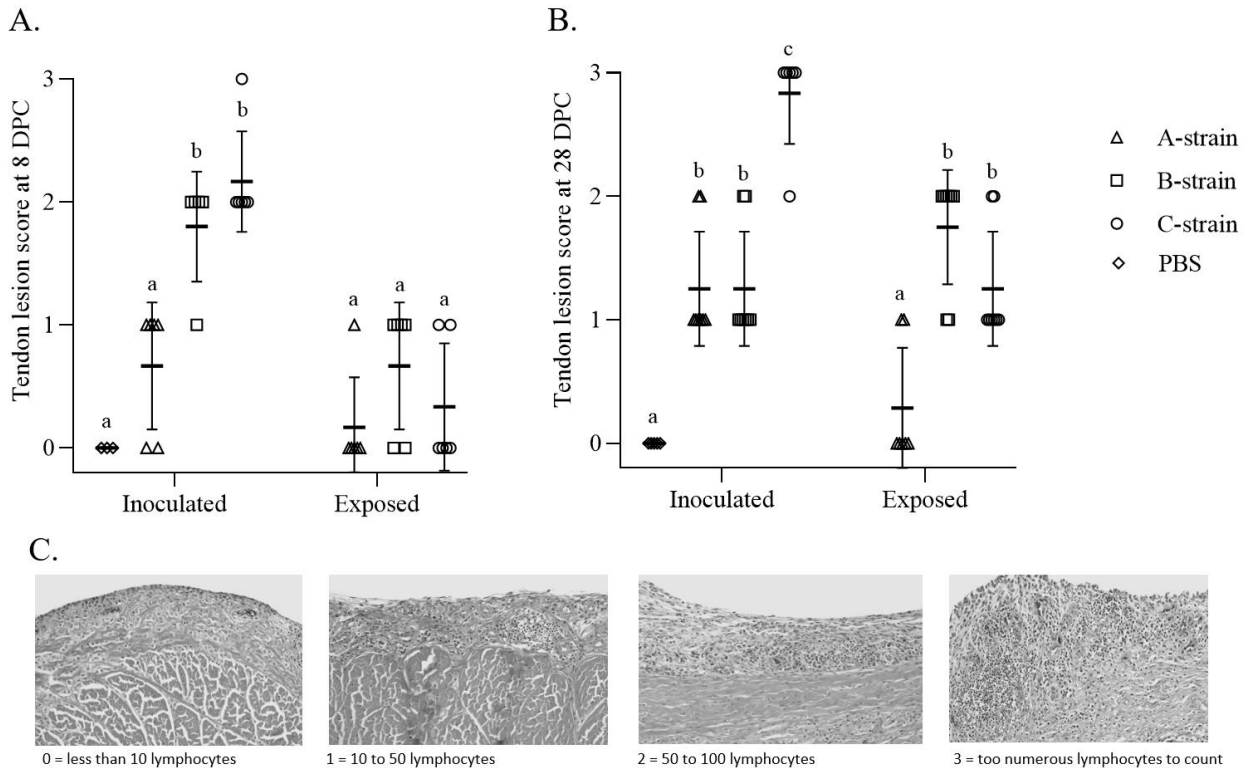 A.
Tendon lesion score at 8 DPC
3
2
1
0
a
a
b
b
a
a
a
Inoculated
Exposed
B.
Tendon lesion score at 28 DPC
3
2
1
0
a
b
b
c
a
b
b
Inoculated
Exposed
A-strain
B-strain
C-strain
PBS
C.
0 = less than 10 lymphocytes
1 = 10 to 50 lymphocytes
2 = 50 to 100 lymphocytes
3 = too numerous lymphocytes to count